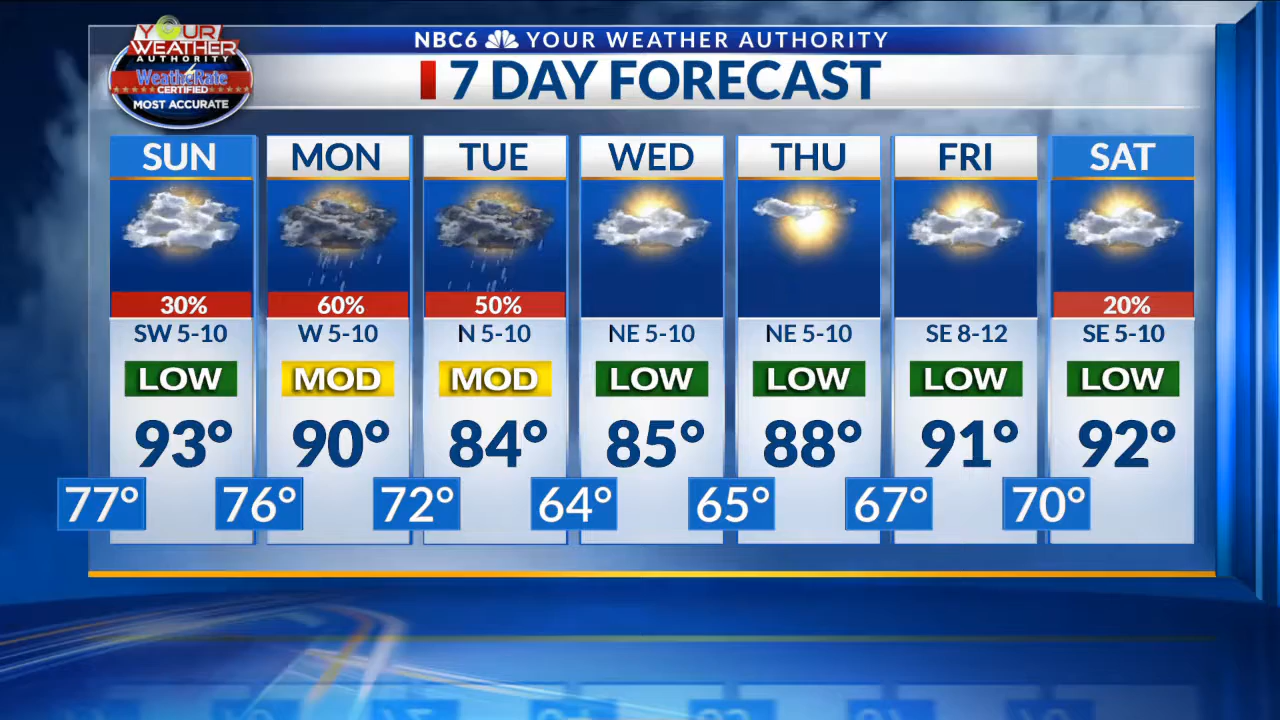 YOUR
WEATHER
AUTHORITY
WeatheRate
CERTIFIED
MOST ACCURATE
NBC6 YOUR WEATHER AUTHORITY
7 DAY FORECAST
SUN MON TUE WED THU FRI SAT
30% 60% 50% 20%
SW 5-10 W 5-10 N 5-10 NE 5-10 NE 5-10 SE 8-12 SE 5-10
LOW MOD MOD LOW LOW LOW LOW
93° 90° 84° 85° 88° 91° 92°
77° 76° 72° 64° 65° 67° 70°